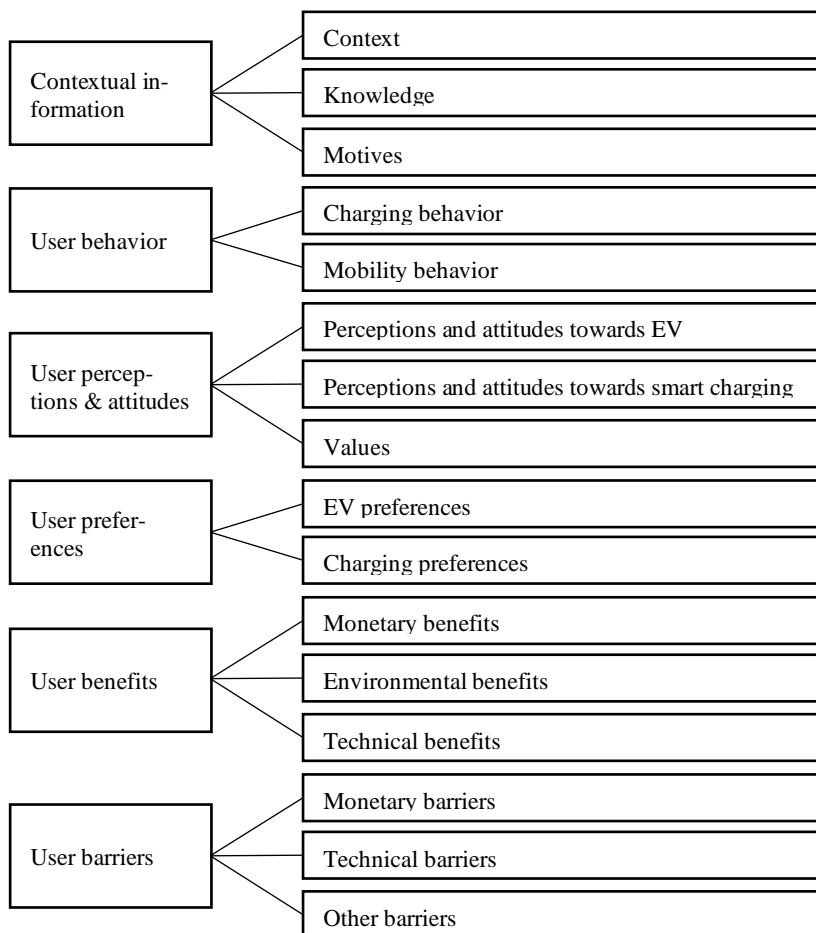 Contextual in-
formation
Context
Knowledge
Motives
User behavior
Charging behavior
Mobility behavior
User percep-
tions & attitudes
Perceptions and attitudes towards EV
Perceptions and attitudes towards smart charging
Values
User prefer-
ences
EV preferences
Charging preferences
User benefits
Monetary benefits
Environmental benefits
Technical benefits
User barriers
Monetary barriers
Technical barriers
Other barriers